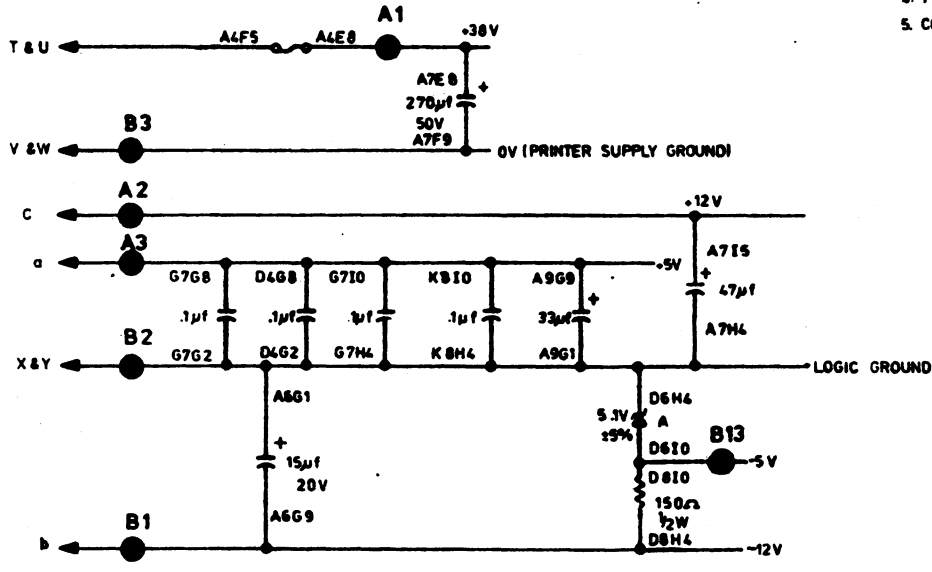 5. C
A1
T & U
A4F5
A4E8
+38V
A7E8
270µf
50V
A7F9
B3
V & W
0V (PRINTER SUPPLY GROUND)
A2
C
+12V
A3
a
G7G8
D4G8
G7I0
K8I0
A9G9
+5V
A7I5
47µf
.1µf
.1µf
.1µf
.1µf
33µf
A7H4
B2
X & Y
G7G2
D4G2
G7H4
K8H4
A9G1
LOGIC GROUND
A6G1
D6H4
5.1V
±5%
A
B13
D6I0
-5V
15µf
20V
D8I0
150Ω
½W
A6G9
D8H4
B1
b
-12V